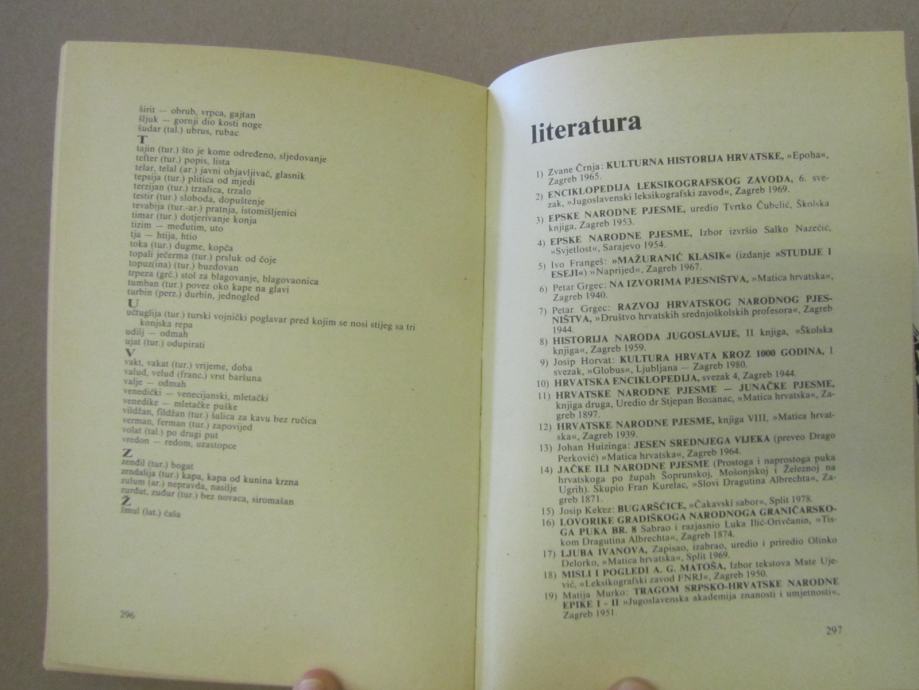 širit — obrub, vrpca, gajtan
šljuk — gornji dio kosti noge
šudar (tal.) ubrus, rubac
T
tajin (tur.) što je kome određeno, sljedovanje
tefter (tur.) popis, lista
telar, telal (ar.) javni objavljivač, glasnik
tepsija (tur.) plitica od mjedi
terzijan (tur.) trzalica, trzalo
testir (tur.) sloboda, dopuštenje
tevabija (tur.-ar.) pratnja, istomišljenici
timar (tur.) dotjerivanje konja
tizim — međutim, uto
tja — htija, htio
toka (tur.) dugme, kopča
topali ječerma (tur.) prsluk od čoje
topuz(ina) (tur.) buzdovan
trpeza (grč.) stol za blagovanje, blagovaonica
tumban (tur.) povez oko kape na glavi
turbin (perz.) durbin, jednogled
U
učtuglija (tur.) turski vojnički poglavar pred kojim se nosi stijeg sa tri
konjska repa
udilj — odmah
ujat (tur.) odupirati
V
vakt, vakat (tur.) vrijeme, doba
valud, velud (franc.) vrst baršuna
valje — odmah
venedički — venecijanski, mletački
venedike — mletačke puške
vildžan, fildžan (tur.) šalica za kavu bez ručica
verman, ferman (tur.) zapovijed
volat (tal.) po drugi put
vredon — redom, uzastopce
Z
zenđil (tur.) bogat
zerdalija (tur.) kapa, kapa od kunina krzna
zulum (ar.) nepravda, nasilje
zurdat, zuđur (tur.) bez novaca, siromašan
Ž
žmul (lat.) čaša
296
literatura
1) Zvane Črnja: KULTURNA HISTORIJA HRVATSKE, »Epoha«,
Zagreb 1965.
2) ENCIKLOPEDIJA LEKSIKOGRAFSKOG ZAVODA, 6. sve-
zak, »Jugoslavenski leksikografski zavod«, Zagreb 1969.
3) EPSKE NARODNE PJESME, uredio Tvrtko Čubelić, Školska
knjiga, Zagreb 1953.
4) EPSKE NARODNE PJESME, Izbor izvršio Salko Nazečić,
»Svjetlost«, Sarajevo 1954.
5) Ivo Frangeš: »MAŽURANIĆ KLASIK« (izdanje »STUDIJE I
ESEJI«) »Naprijed«, Zagreb 1967.
6) Petar Grgec: NA IZVORIMA PJESNIŠTVA, »Matica hrvatska«,
Zagreb 1940.
7) Petar Grgec: RAZVOJ HRVATSKOG NARODNOG PJES-
NIŠTVA, »Društvo hrvatskih srednjoškolskih profesora«, Zagreb
1944.
8) HISTORIJA NARODA JUGOSLAVIJE, II knjiga, »Školska
knjiga«, Zagreb 1959.
9) Josip Horvat: KULTURA HRVATA KROZ 1000 GODINA, I
svezak, »Globus«, Ljubljana — Zagreb 1980.
10) HRVATSKA ENCIKLOPEDIJA, svezak 4, Zagreb 1944.
11) HRVATSKE NARODNE PJESME — JUNAČKE PJESME,
knjiga druga, Uredio dr Stjepan Bosanac, »Matica hrvatska«, Za-
greb 1897.
12) HRVATSKE NARODNE PJESME, knjiga VIII, »Matica hrvat-
ska«, Zagreb 1939.
13) Johan Huizinga: JESEN SREDNJEGA VIJEKA (preveo Drago
Perković) »Matica hrvatska«, Zagreb 1964.
14) JAČKE ILI NARODNE PJESME (Prostoga i naprostoga puka
hrvatskoga po župah Šoprunskoj, Mošonjskoj i Železnoj na
Ugrih). Skupio Fran Kurelac, »Slovi Dragutina Albrechta«, Za-
greb 1871.
15) Josip Kekez: BUGARŠĆICE, »Čakavski sabor«, Split 1978.
16) LOVORIKE GRADIŠKOGA NARODNOGA GRANIČARSKO-
GA PUKA BR. 8 Sabrao i razjasnio Luka Ilić-Orivčanin, »Tis-
kom Dragutina Albrechta«, Zagreb 1874.
17) LJUBA IVANOVA, Zapisao, izabrao, uredio i priredio Olinko
Delorko, »Matica hrvatska«, Split 1969.
18) MISLI I POGLEDI A. G. MATOŠA, Izbor tekstova Mate Uje-
vić, »Leksikografski zavod FNRJ«, Zagreb 1950.
19) Matija Murko: TRAGOM SRPSKO-HRVATSKE NARODNE
EPIKE I - II »Jugoslavenska akademija znanosti i umjetnosti«,
Zagreb 1951
297